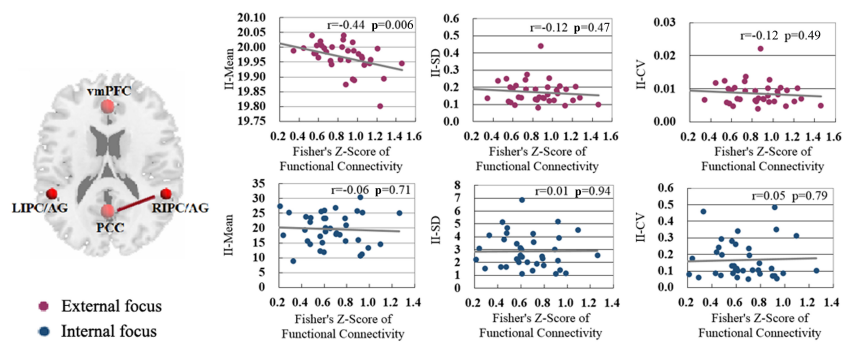 vmPFC
LIPC/AG
RIPC/AG
PCC
External focus
Internal focus
II-Mean
20.10
20.05
20.00
19.95
19.90
19.85
19.80
19.75
r=-0.44 p=0.006
0.2 0.4 0.6 0.8 1.0 1.2 1.4 1.6
Fisher's Z-Score of
Functional Connectivity
II-SD
0.6
0.5
0.4
0.3
0.2
0.1
0.0
r=-0.12 p=0.47
0.2 0.4 0.6 0.8 1.0 1.2 1.4 1.6
Fisher's Z-Score of
Functional Connectivity
II-CV
0.03
0.02
0.01
0.00
r=-0.12 p=0.49
0.2 0.4 0.6 0.8 1.0 1.2 1.4 1.6
Fisher's Z-Score of
Functional Connectivity
II-Mean
35
30
25
20
15
10
5
0
r=-0.06 p=0.71
0.2 0.4 0.6 0.8 1.0 1.2 1.4
Fisher's Z-Score of
Functional Connectivity
II-SD
8
7
6
5
4
3
2
1
0
r=0.01 p=0.94
0.2 0.4 0.6 0.8 1.0 1.2 1.4
Fisher's Z-Score of
Functional Connectivity
II-CV
0.6
0.5
0.4
0.3
0.2
0.1
0.0
r=0.05 p=0.79
0.2 0.4 0.6 0.8 1.0 1.2 1.4
Fisher's Z-Score of
Functional Connectivity